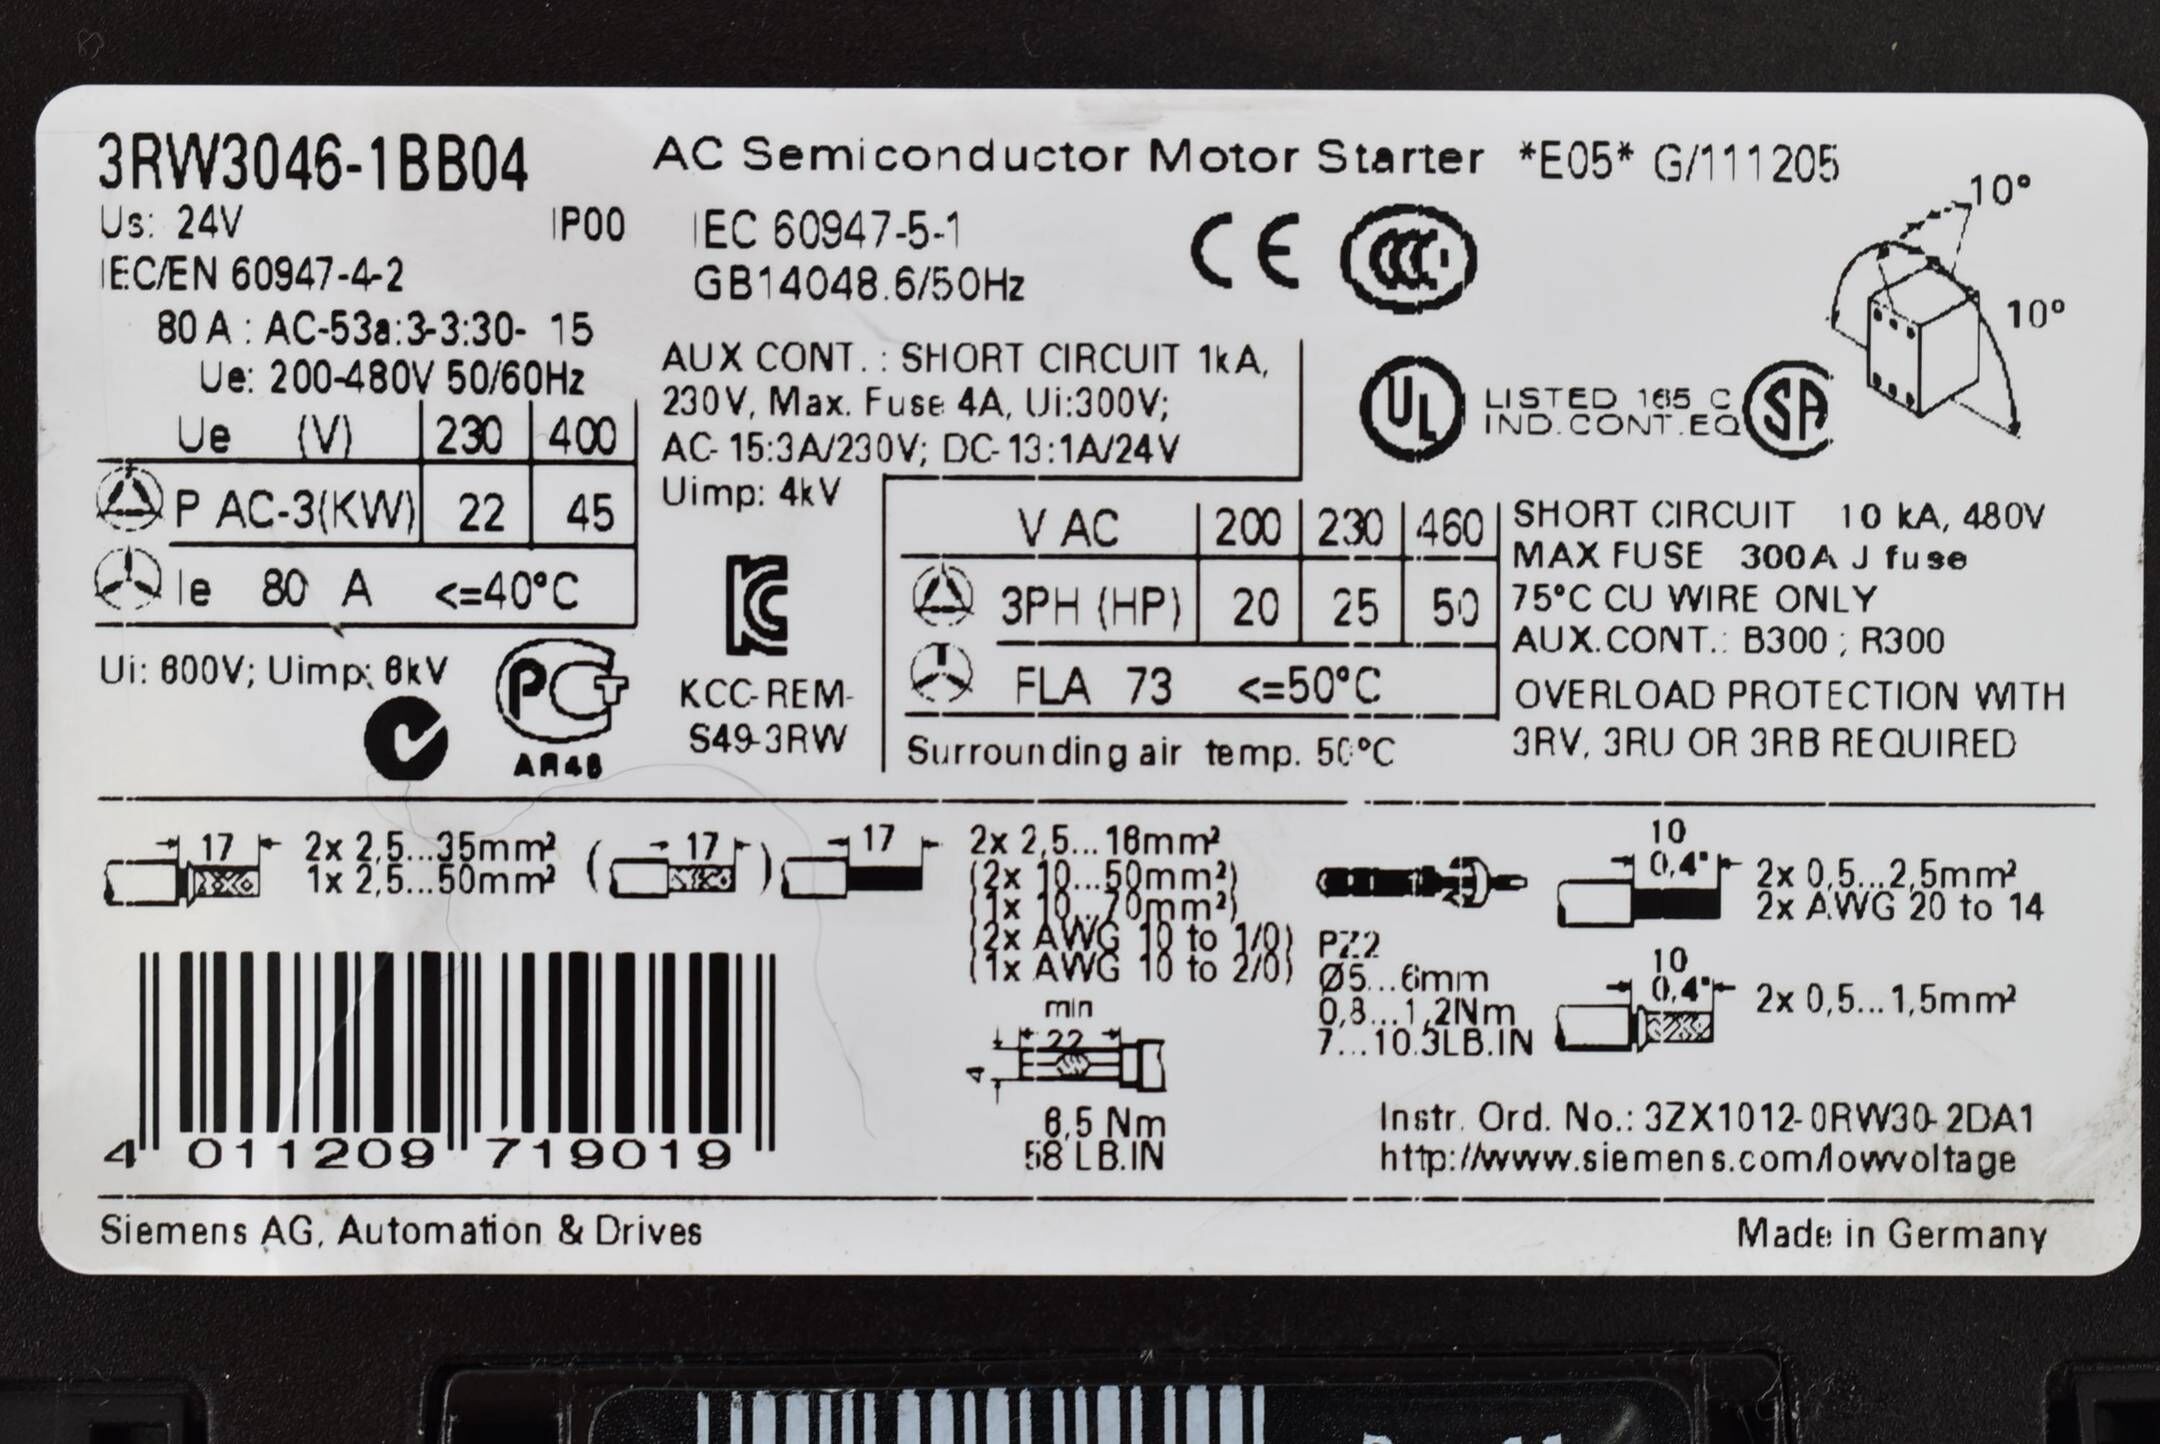 3RW3046-1BB04 AC Semiconductor Motor Starter *E05* G/111205
Us: 24V IP00
IEC/EN 60947-4-2
80 A : AC-53a:3-3:30- 15
Ue: 200-480V 50/60Hz
IEC 60947-5-1
GB14048.6/50Hz
CE
CCC
10°
10°
AUX CONT. : SHORT CIRCUIT 1kA,
230V, Max. Fuse 4A, Ui:300V;
AC-15:3A/230V; DC-13:1A/24V
Uimp: 4kV
UL
LISTED 165 C
IND.CONT.EQ
SA
Ue (V) 230 400
P AC-3(KW) 22 45
Ie 80 A <=40°C
Ui: 600V; Uimp: 6kV
PCT
AR46
KC
KCC-REM-
S49-3RW
V AC 200 230 460
3PH (HP) 20 25 50
FLA 73 <=50°C
Surrounding air temp. 50°C
SHORT CIRCUIT 10 kA, 480V
MAX FUSE 300A J fuse
75°C CU WIRE ONLY
AUX.CONT.: B300 ; R300
OVERLOAD PROTECTION WITH
3RV, 3RU OR 3RB REQUIRED
17
2x 2,5...35mm²
1x 2,5...50mm²
( 17 )
17
2x 2,5...16mm²
(2x 10...50mm²)
(1x 10...70mm²)
(2x AWG 10 to 1/0)
(1x AWG 10 to 2/0)
min
22
4
6,5 Nm
58 LB.IN
PZ2
Ø5...6mm
0,8...1,2Nm
7...10.3LB.IN
10
0,4"
2x 0,5...2,5mm²
2x AWG 20 to 14
10
0,4"
2x 0,5...1,5mm²
4 011209 719019
Instr. Ord. No.: 3ZX1012-0RW30-2DA1
http://www.siemens.com/lowvoltage
Siemens AG, Automation & Drives
Made in Germany